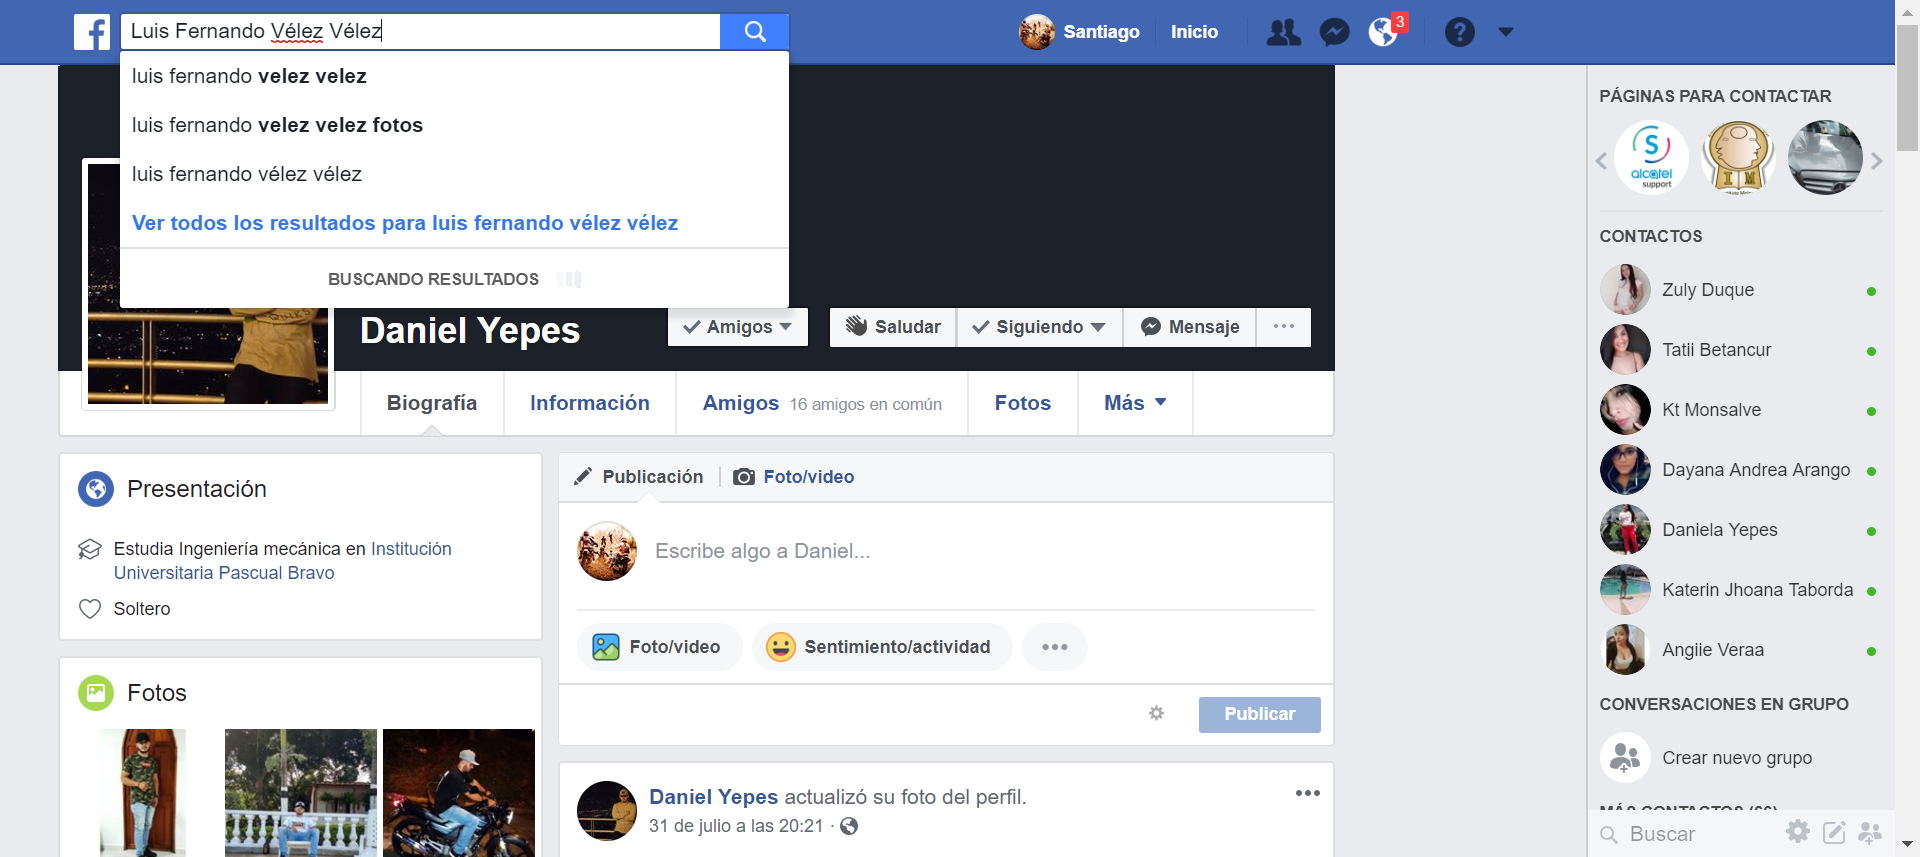 Luis Fernando Vélez Vélez
Santiago
Inicio
3
luis fernando velez velez
luis fernando velez velez fotos
luis fernando vélez vélez
Ver todos los resultados para luis fernando vélez vélez
BUSCANDO RESULTADOS
Daniel Yepes
Amigos
Saludar
Siguiendo
Mensaje
Biografía
Información
Amigos 16 amigos en común
Fotos
Más
Presentación
Estudia Ingeniería mecánica en Institución
Universitaria Pascual Bravo
Soltero
Fotos
Publicación
Foto/video
Escribe algo a Daniel...
Foto/video
Sentimiento/actividad
Publicar
Daniel Yepes actualizó su foto del perfil.
31 de julio a las 20:21 ·
PÁGINAS PARA CONTACTAR
S
alcatel
support
I M
CONTACTOS
Zuly Duque
Tatii Betancur
Kt Monsalve
Dayana Andrea Arango
Daniela Yepes
Katerin Jhoana Taborda
Angiie Veraa
CONVERSACIONES EN GRUPO
Crear nuevo grupo
MÁS CONTACTOS (66)
Buscar